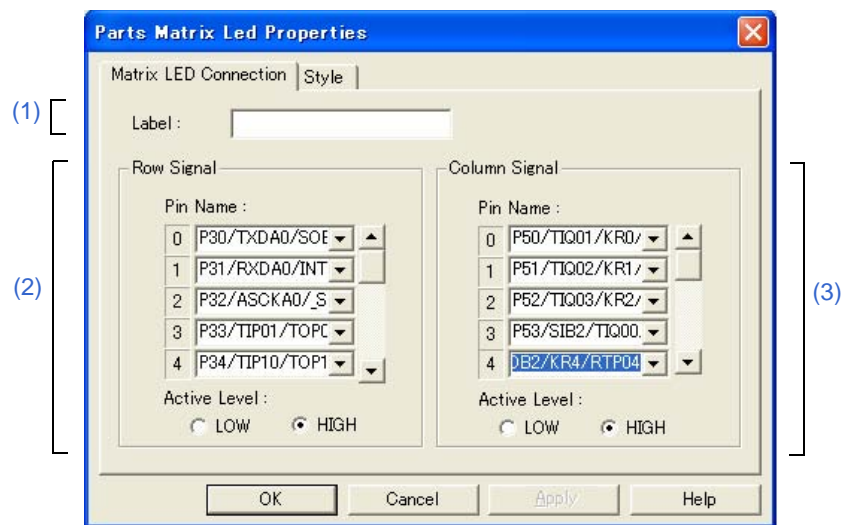 Parts Matrix Led Properties
Matrix LED Connection
Style
(1)
Label :
(2)
Row Signal
Pin Name :
0 P30/TXDA0/SOE
1 P31/RXDA0/INT
2 P32/ASCKA0/_S
3 P33/TIP01/TOP
4 P34/TIP10/TOP1
Active Level :
LOW HIGH
Column Signal
Pin Name :
0 P50/TIQ01/KR0/
1 P51/TIQ02/KR1/
2 P52/TIQ03/KR2/
3 P53/SIB2/TIQ00.
4 OB2/KR4/RTP04
Active Level :
LOW HIGH
(3)
OK Cancel Apply Help